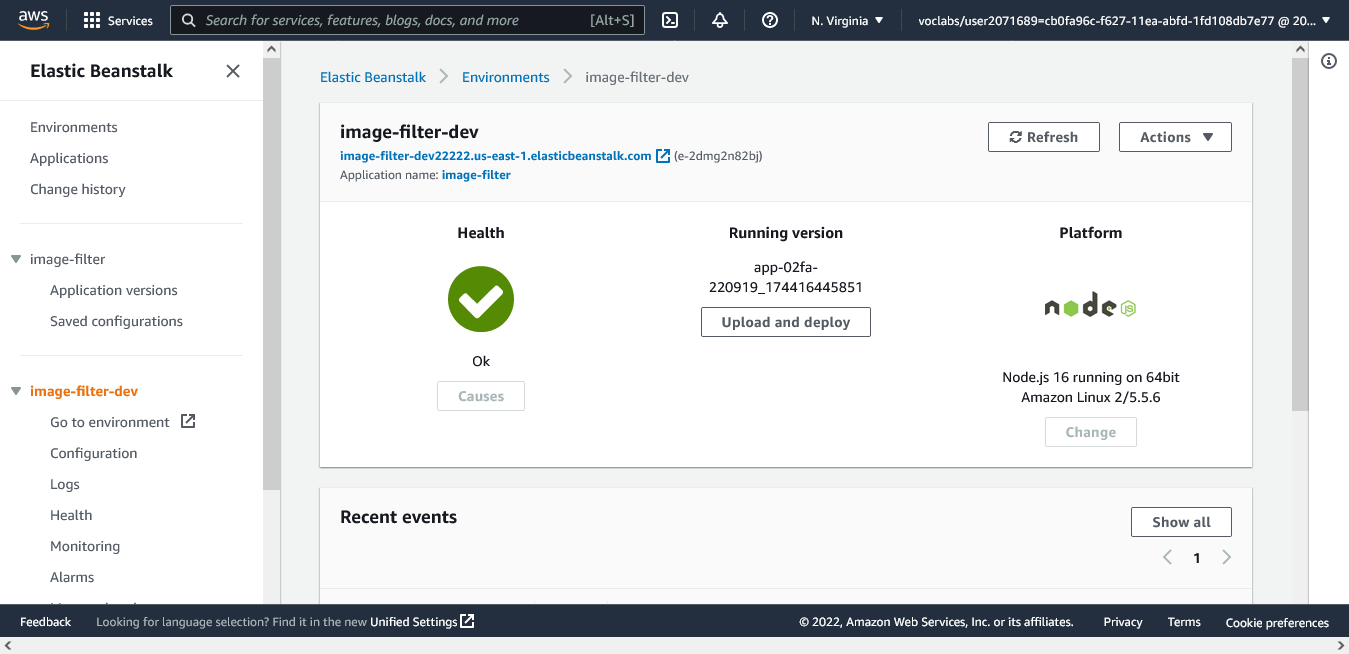 aws
Services
Search for services, features, blogs, docs, and more
[Alt+S]
N. Virginia
voclabs/user2071689=cb0fa96c-f627-11ea-abfd-1fd108db7e77 @ 20...
Elastic Beanstalk
Environments
Applications
Change history
image-filter
Application versions
Saved configurations
image-filter-dev
Go to environment
Configuration
Logs
Health
Monitoring
Alarms
Elastic Beanstalk
Environments
image-filter-dev
image-filter-dev
image-filter-dev22222.us-east-1.elasticbeanstalk.com (e-2dmg2n82bj)
Application name: image-filter
Refresh
Actions
Health
Ok
Causes
Running version
app-02fa-
220919_174416445851
Upload and deploy
Platform
node
JS
Node.js 16 running on 64bit
Amazon Linux 2/5.5.6
Change
Recent events
Show all
1
Feedback
Looking for language selection? Find it in the new Unified Settings
© 2022, Amazon Web Services, Inc. or its affiliates.
Privacy
Terms
Cookie preferences